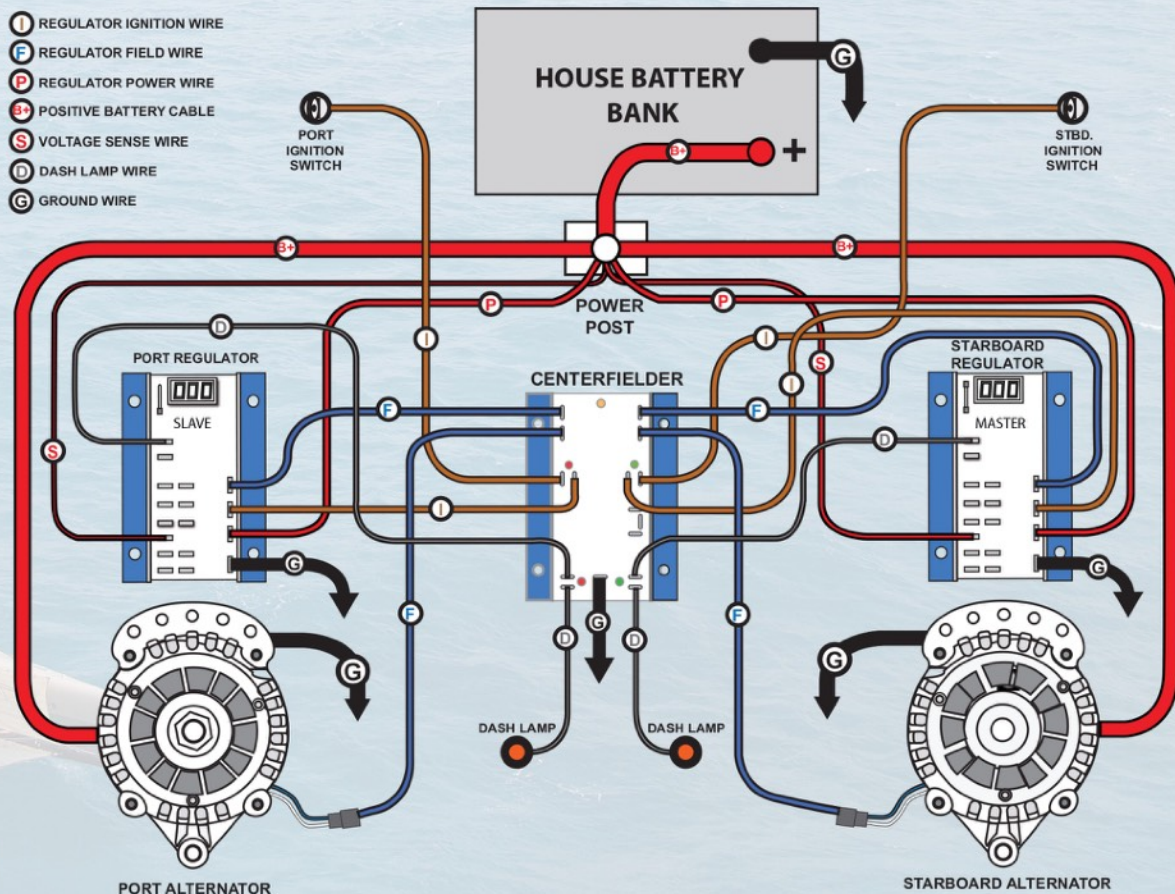 I REGULATOR IGNITION WIRE
F REGULATOR FIELD WIRE
P REGULATOR POWER WIRE
B+ POSITIVE BATTERY CABLE
S VOLTAGE SENSE WIRE
D DASH LAMP WIRE
G GROUND WIRE
HOUSE BATTERY
BANK
G
B+
+
PORT
IGNITION
SWITCH
STBD.
IGNITION
SWITCH
B+
B+
P
P
POWER
POST
D
I
I
I
S
PORT REGULATOR
000
SLAVE
CENTERFIELDER
STARBOARD
REGULATOR
000
MASTER
F
F
D
S
I
G
G
F
F
G
D
D
G
G
DASH LAMP
DASH LAMP
PORT ALTERNATOR
STARBOARD ALTERNATOR